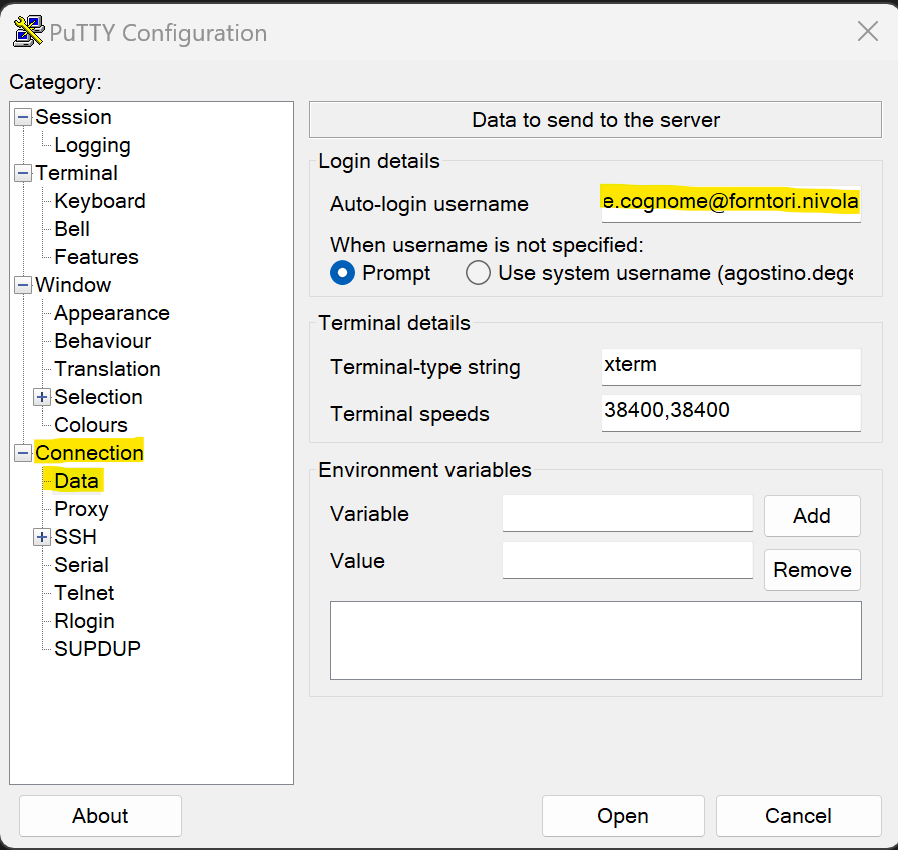 PuTTY Configuration
Category:
Session
Logging
Terminal
Keyboard
Bell
Features
Window
Appearance
Behaviour
Translation
Selection
Colours
Connection
Data
Proxy
SSH
Serial
Telnet
Rlogin
SUPDUP
Data to send to the server
Login details
Auto-login username e.cognome@forntori.nivola
When username is not specified:
Prompt Use system username (agostino.dege
Terminal details
Terminal-type string xterm
Terminal speeds 38400,38400
Environment variables
Variable Add
Value Remove
About Open Cancel